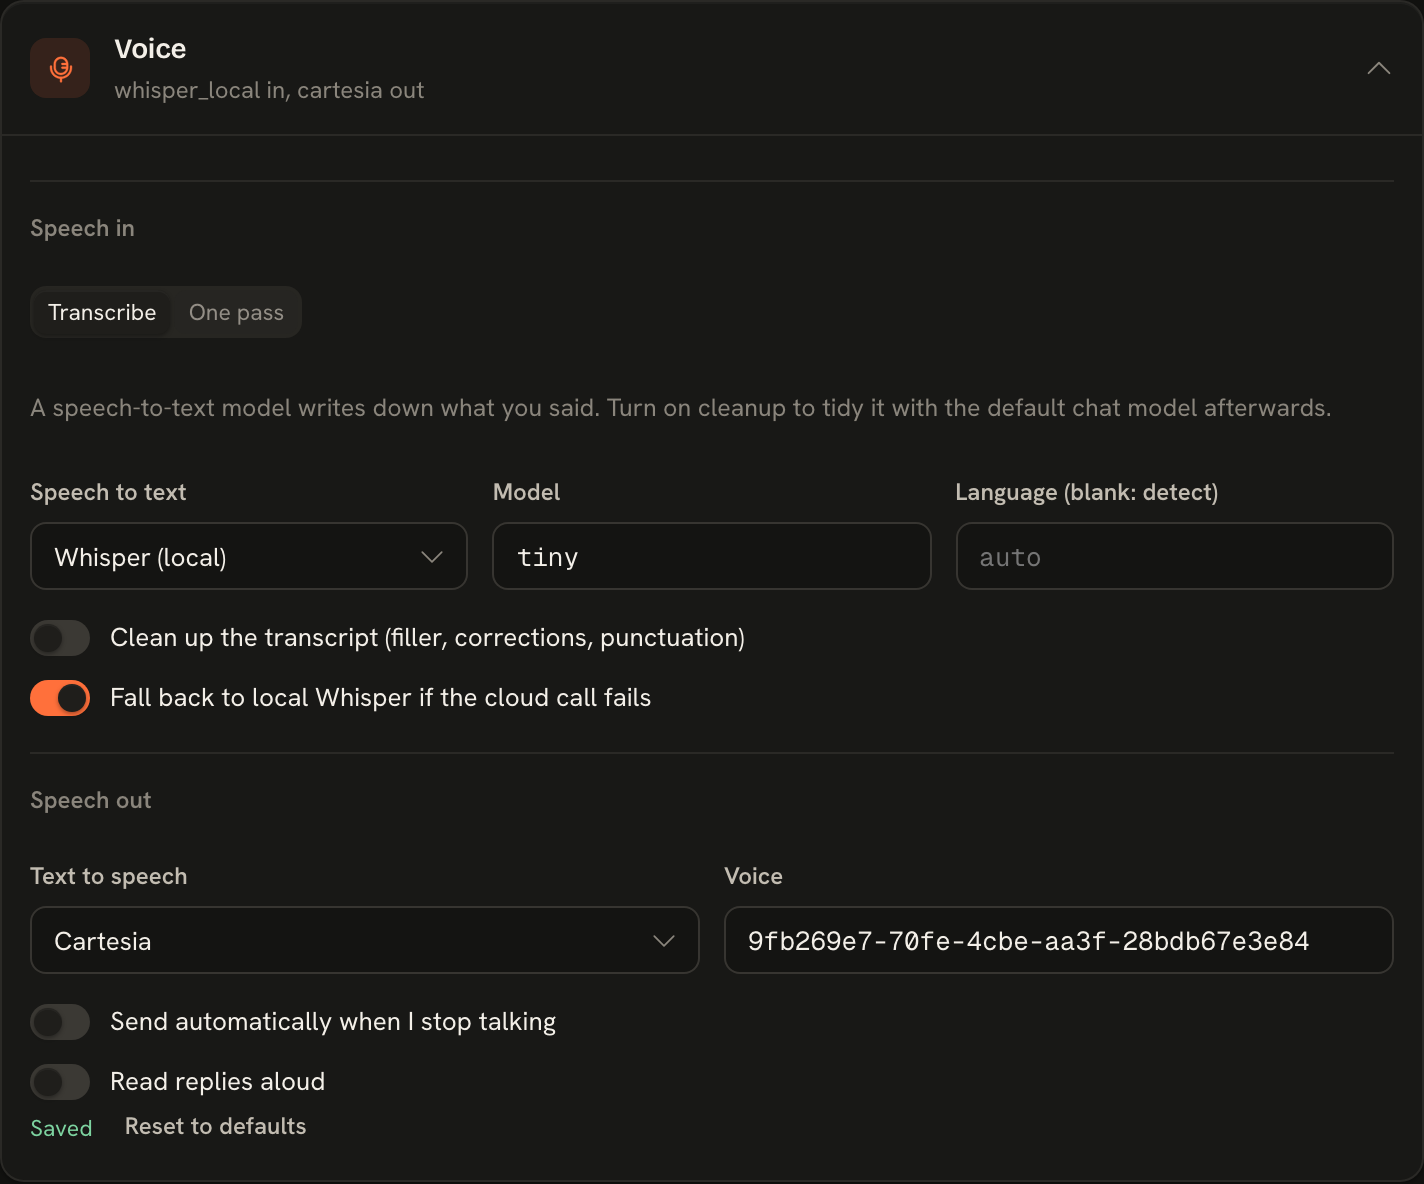 Voice
whisper_local in, cartesia out
Speech in
Transcribe One pass
A speech-to-text model writes down what you said. Turn on cleanup to tidy it with the default chat model afterwards.
Speech to text Model Language (blank: detect)
Whisper (local) tiny auto
Clean up the transcript (filler, corrections, punctuation)
Fall back to local Whisper if the cloud call fails
Speech out
Text to speech Voice
Cartesia 9fb269e7-70fe-4cbe-aa3f-28bdb67e3e84
Send automatically when I stop talking
Read replies aloud
Saved Reset to defaults